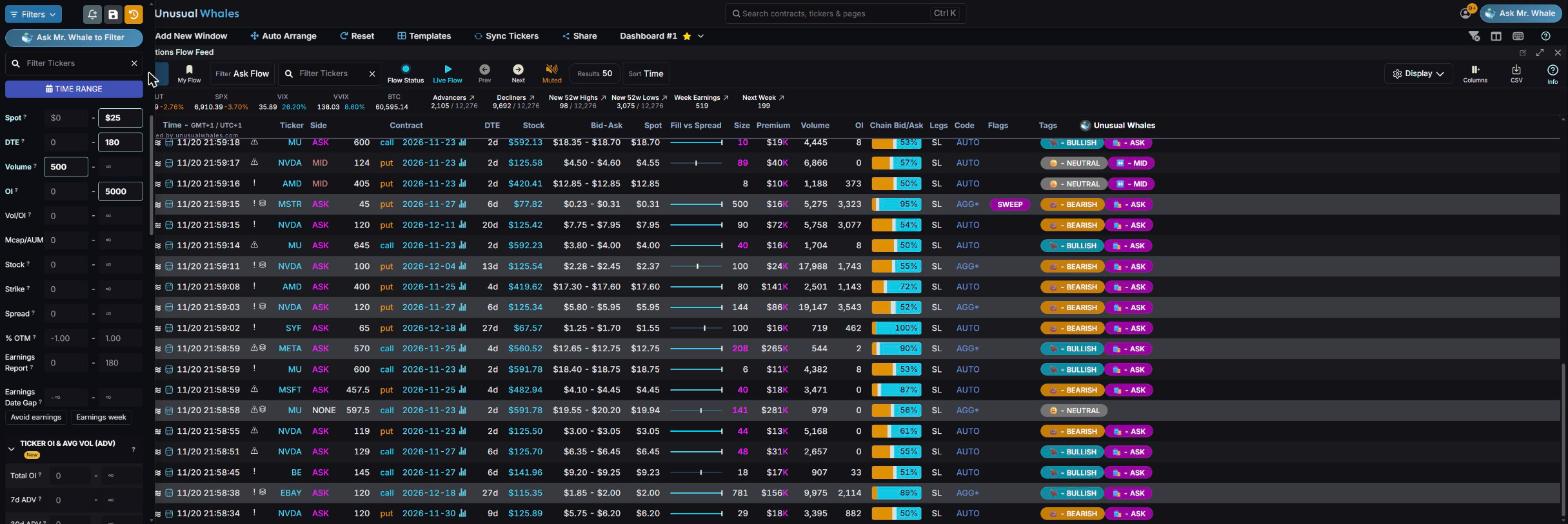 Filters
Unusual Whales
Search contracts, tickers & pages
Ctrl K
9+
Ask Mr. Whale
Ask Mr. Whale to Filter
Add New Window
Auto Arrange
Reset
Templates
Sync Tickers
Share
Dashboard #1
tions Flow Feed
Filter Tickers
My Flow
Filter Ask Flow
Filter Tickers
Flow Status
Live Flow
Prev
Next
Muted
Results 50
Sort Time
Display
Columns
CSV
Info
TIME RANGE
UT
9 -2.76%
SPX
6,910.39 -3.70%
VIX
35.89 26.20%
VVIX
138.03 6.80%
BTC
60,595.14
Advancers
2,105 / 12,276
Decliners
9,692 / 12,276
New 52w Highs
98 / 12,276
New 52w Lows
3,075 / 12,276
Week Earnings
519
Next Week
199
Spot ? $0 - $25
DTE ? 0 - 180
Volume ? 500 - ∞
OI ? 0 - 5000
Vol/OI ? 0 - ∞
Mcap/AUM 0 - ∞
Stock ? 0 - ∞
Strike ? 0 - ∞
Spread ? 0 - ∞
% OTM ? -1.00 - 1.00
Earnings Report ? 0 - 180
Earnings Date Gap ? -∞ - ∞
Avoid earnings
Earnings week
TICKER OI & AVG VOL (ADV) ?
New
Total OI ? 0 - ∞
7d ADV ? 0 - ∞
30d ADV ? 0 - ∞
Time - GMT+1 / UTC+1 Ticker Side Contract DTE Stock Bid-Ask Spot Fill vs Spread Size Premium Volume OI Chain Bid/Ask Legs Code Flags Tags Unusual Whales
ed by unusualwhales.com
11/20 21:59:18 MU ASK 600 call 2026-11-23 2d $592.13 $18.35 - $18.70 $18.70 10 $19K 4,445 8 53% SL AUTO - BULLISH - ASK
11/20 21:59:17 NVDA MID 124 put 2026-11-23 2d $125.58 $4.50 - $4.60 $4.55 89 $40K 6,866 0 57% SL AUTO - NEUTRAL - MID
11/20 21:59:16 ! AMD MID 405 put 2026-11-23 2d $420.41 $12.85 - $12.85 $12.85 8 $10K 1,188 373 50% SL AUTO - NEUTRAL - MID
11/20 21:59:15 ! MSTR ASK 45 put 2026-11-27 6d $77.82 $0.23 - $0.31 $0.31 500 $16K 5,275 3,323 95% SL AGG* SWEEP - BEARISH - ASK
11/20 21:59:15 ! NVDA ASK 120 put 2026-12-11 20d $125.42 $7.75 - $7.95 $7.95 90 $72K 5,758 3,077 54% SL AUTO - BEARISH - ASK
11/20 21:59:14 MU ASK 645 call 2026-11-23 2d $592.23 $3.80 - $4.00 $4.00 40 $16K 1,704 8 50% SL AUTO - BULLISH - ASK
11/20 21:59:11 ! NVDA ASK 100 put 2026-12-04 13d $125.54 $2.28 - $2.45 $2.37 100 $24K 17,988 1,743 55% SL AGG* - BEARISH - ASK
11/20 21:59:08 ! AMD ASK 400 put 2026-11-25 4d $419.62 $17.30 - $17.60 $17.60 80 $141K 2,501 1,143 72% SL AUTO - BEARISH - ASK
11/20 21:59:03 ! NVDA ASK 120 put 2026-11-27 6d $125.34 $5.80 - $5.95 $5.95 144 $86K 19,147 3,543 52% SL AGG* - BEARISH - ASK
11/20 21:59:02 ! SYF ASK 65 put 2026-12-18 27d $67.57 $1.25 - $1.70 $1.55 100 $16K 719 462 100% SL AUTO - BEARISH - ASK
11/20 21:58:59 META ASK 570 call 2026-11-25 4d $560.52 $12.65 - $12.75 $12.75 208 $265K 544 2 90% SL AGG* - BULLISH - ASK
11/20 21:58:59 ! MU ASK 600 call 2026-11-23 2d $591.78 $18.40 - $18.75 $18.75 6 $11K 4,382 8 53% SL AUTO - BULLISH - ASK
11/20 21:58:59 MSFT ASK 457.5 put 2026-11-25 4d $482.94 $4.10 - $4.45 $4.45 40 $18K 3,471 0 87% SL AUTO - BEARISH - ASK
11/20 21:58:58 MU NONE 597.5 call 2026-11-23 2d $591.78 $19.55 - $20.20 $19.94 141 $281K 979 0 56% SL AGG* - NEUTRAL
11/20 21:58:55 NVDA ASK 119 put 2026-11-23 2d $125.50 $3.00 - $3.05 $3.05 44 $13K 5,168 0 61% SL AUTO - BEARISH - ASK
11/20 21:58:51 NVDA ASK 129 call 2026-11-27 6d $125.70 $6.35 - $6.45 $6.45 48 $31K 2,657 0 55% SL AUTO - BULLISH - ASK
11/20 21:58:45 ! BE ASK 145 call 2026-11-27 6d $141.96 $9.20 - $9.25 $9.23 18 $17K 907 33 51% SL AUTO - BULLISH - ASK
11/20 21:58:38 ! EBAY ASK 120 call 2026-12-18 27d $115.35 $1.85 - $2.00 $2.00 781 $156K 9,975 2,114 89% SL AGG* - BULLISH - ASK
11/20 21:58:34 ! NVDA ASK 120 put 2026-11-30 9d $125.89 $5.75 - $6.20 $6.20 29 $18K 3,395 882 50% SL AUTO - BEARISH - ASK